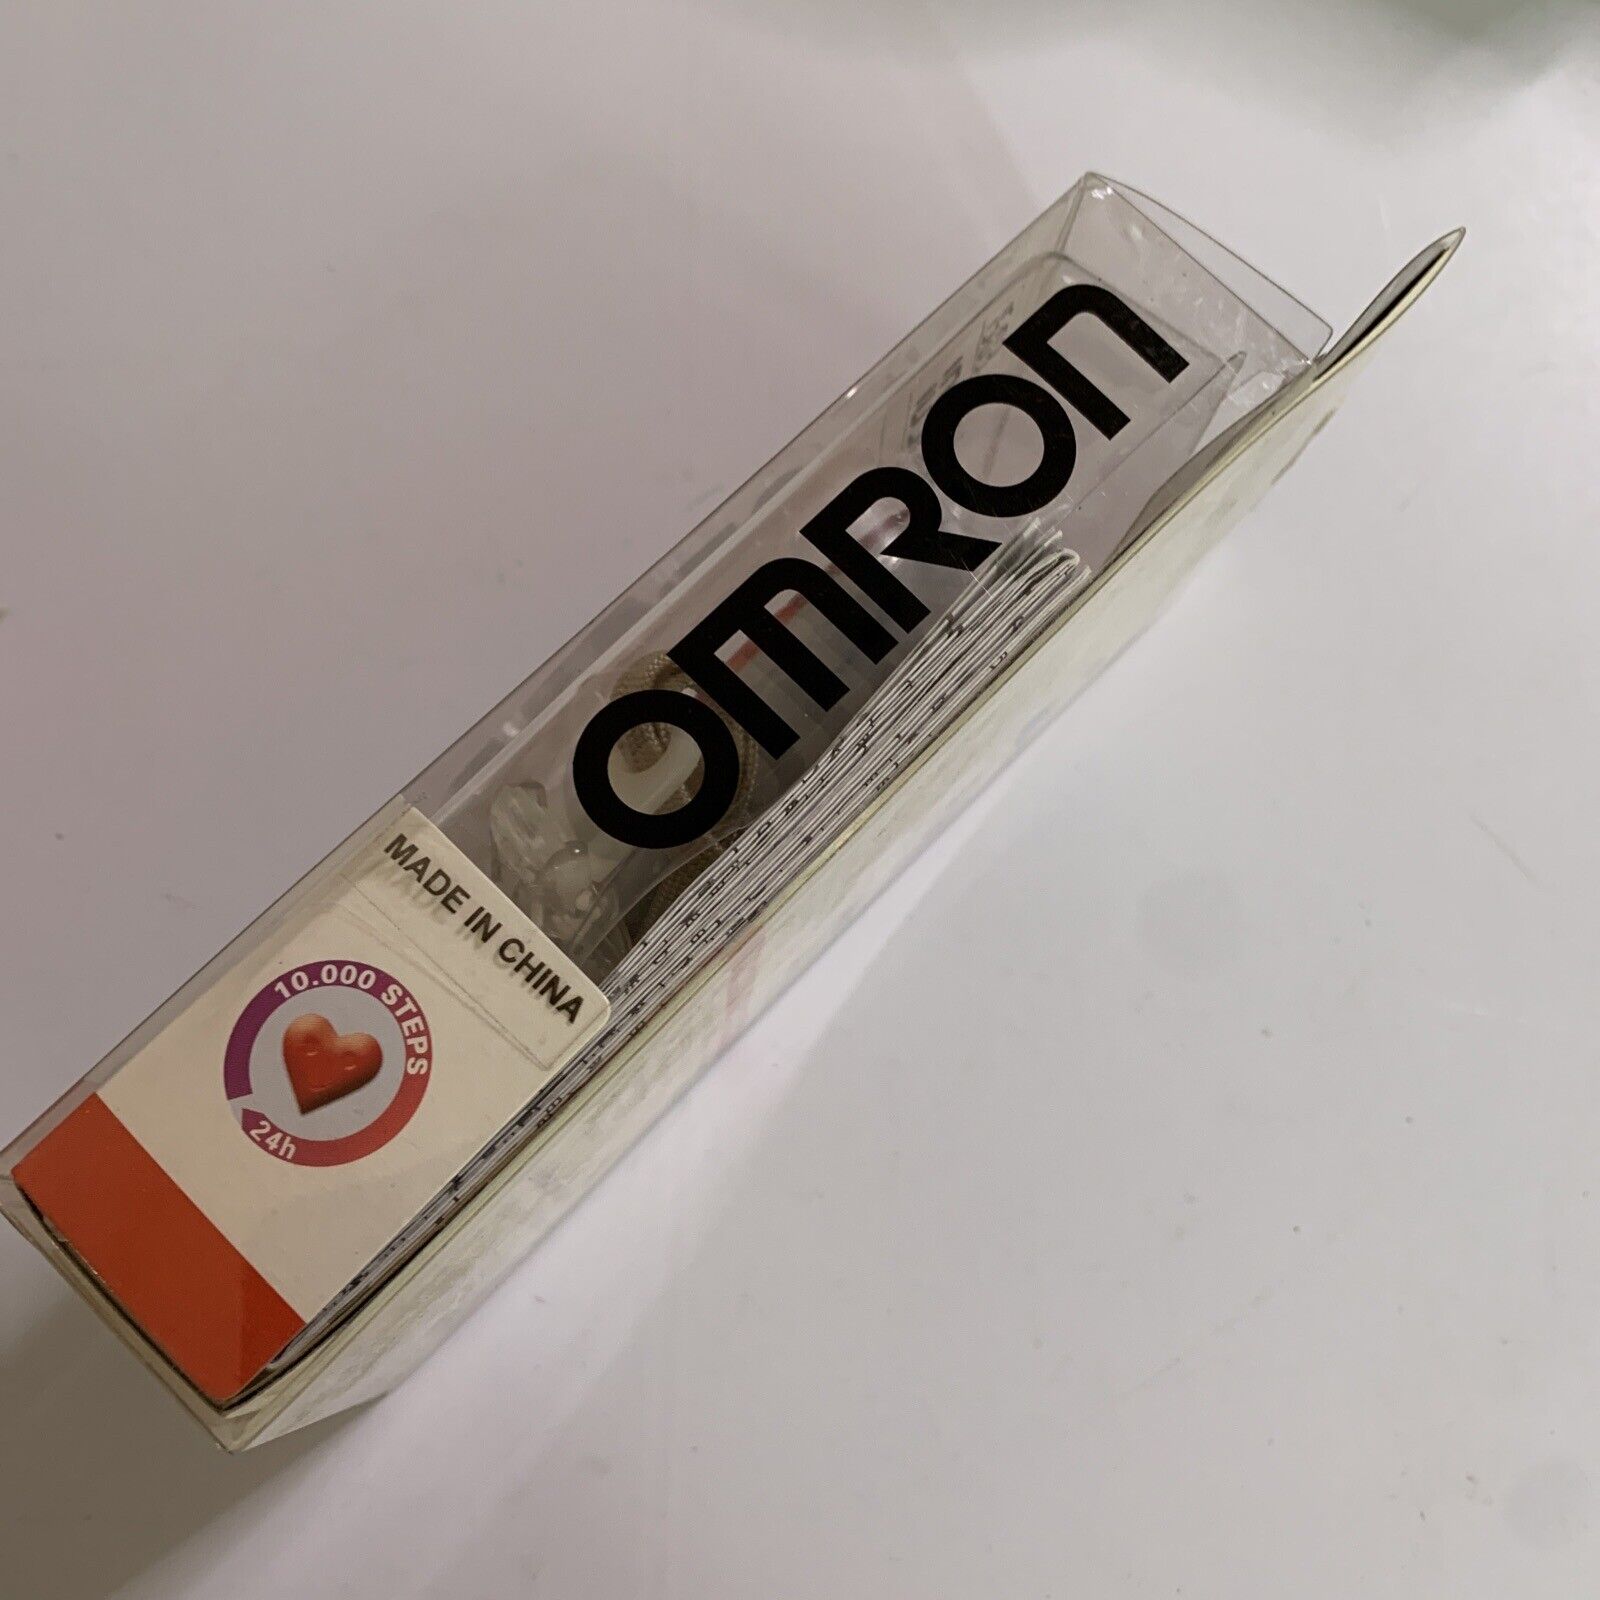 OMRON
MADE IN CHINA
10.000 STEPS
24h